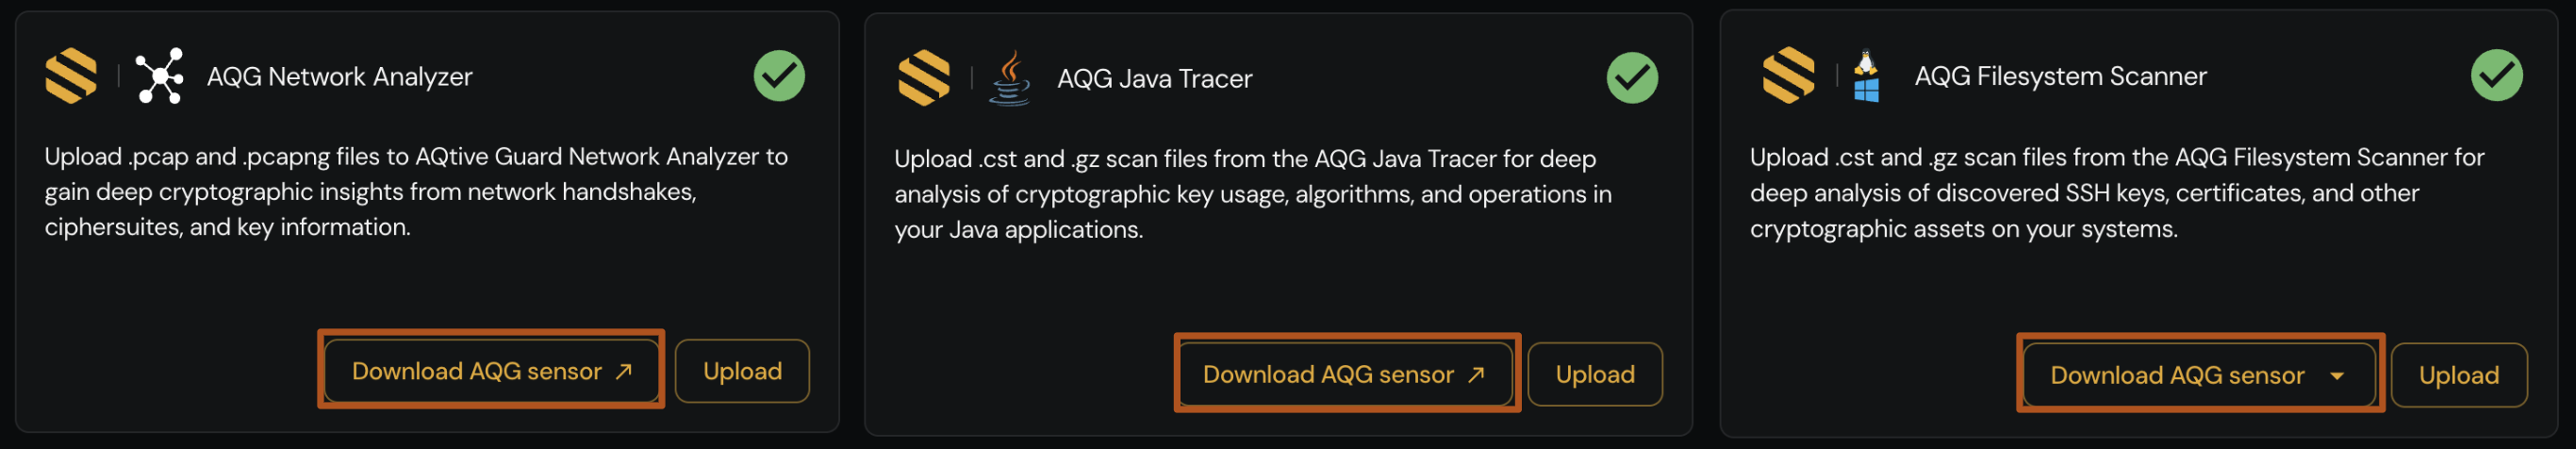 AQG Network Analyzer
Upload .pcap and .pcapng files to AQtive Guard Network Analyzer to
gain deep cryptographic insights from network handshakes,
ciphersuites, and key information.
Download AQG sensor
Upload
AQG Java Tracer
Upload .cst and .gz scan files from the AQG Java Tracer for deep
analysis of cryptographic key usage, algorithms, and operations in
your Java applications.
Download AQG sensor
Upload
AQG Filesystem Scanner
Upload .cst and .gz scan files from the AQG Filesystem Scanner for
deep analysis of discovered SSH keys, certificates, and other
cryptographic assets on your systems.
Download AQG sensor
Upload